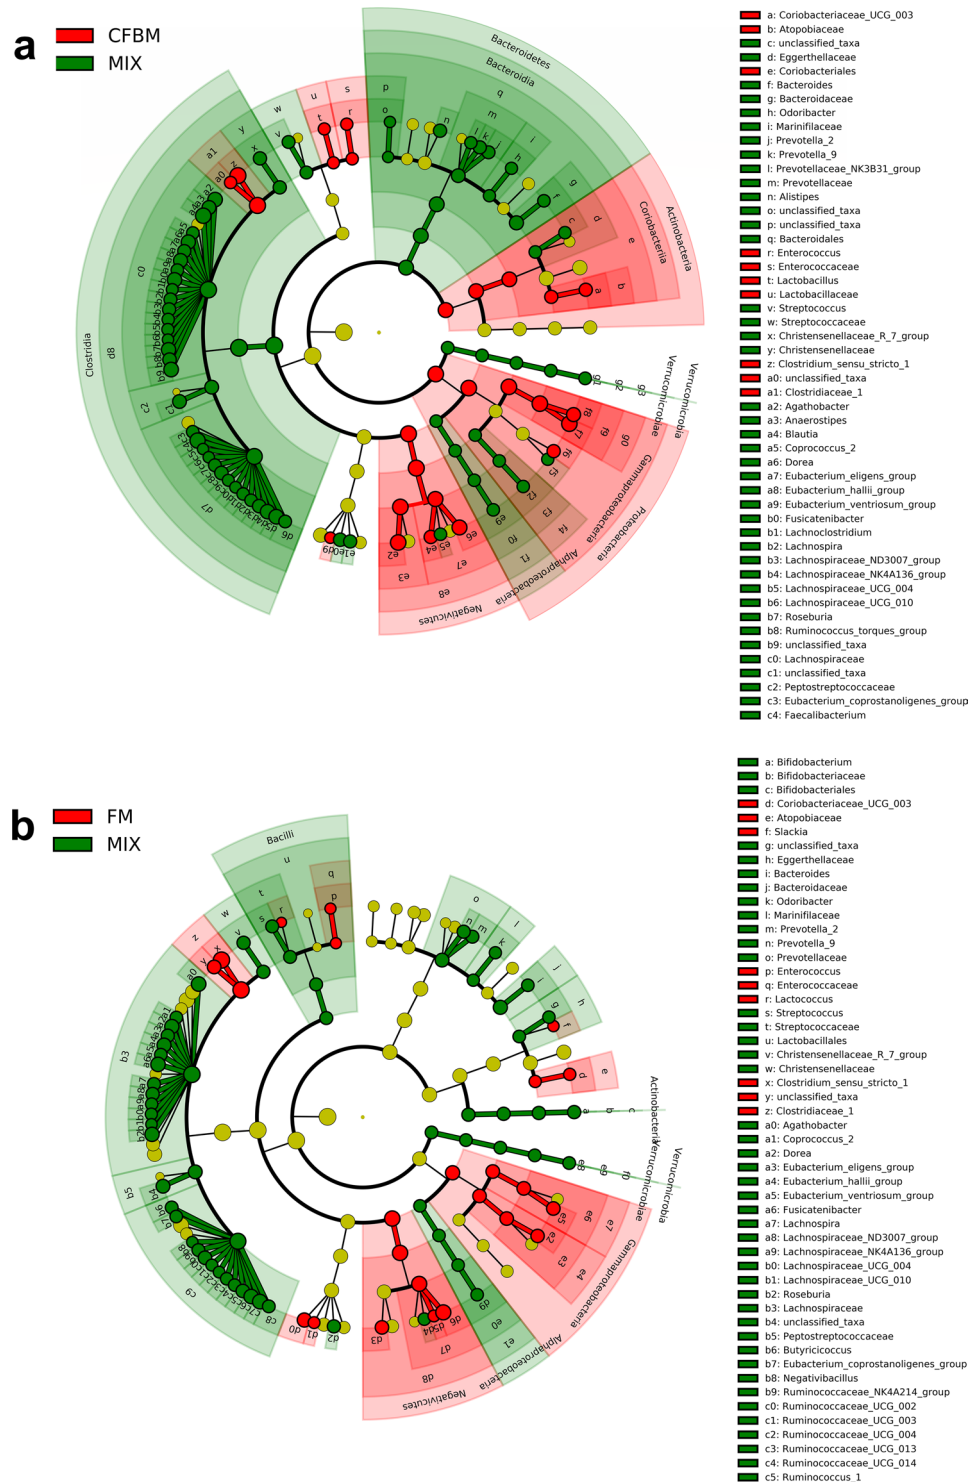 a
CFBM
MIX
Bacteroidetes
Bacteroidia
Actinobacteria
Coriobacteriia
Verrucomicrobia
Verrucomicrobiae
Proteobacteria
Gammaproteobacteria
Alphaproteobacteria
Negativicutes
Clostridia
a: Coriobacteriaceae_UCG_003
b: Atopobiaceae
c: unclassified_taxa
d: Eggerthellaceae
e: Coriobacteriales
f: Bacteroides
g: Bacteroidaceae
h: Odoribacter
i: Marinifilaceae
j: Prevotella_2
k: Prevotella_9
l: Prevotellaceae_NK3B31_group
m: Prevotellaceae
n: Alistipes
o: unclassified_taxa
p: unclassified_taxa
q: Bacteroidales
r: Enterococcus
s: Enterococcaceae
t: Lactobacillus
u: Lactobacillaceae
v: Streptococcus
w: Streptococcaceae
x: Christensenellaceae_R_7_group
y: Christensenellaceae
z: Clostridium_sensu_stricto_1
a0: unclassified_taxa
a1: Clostridiaceae_1
a2: Agathobacter
a3: Anaerostipes
a4: Blautia
a5: Coprococcus_2
a6: Dorea
a7: Eubacterium_eligens_group
a8: Eubacterium_hallii_group
a9: Eubacterium_ventriosum_group
b0: Fusicatenibacter
b1: Lachnoclostridium
b2: Lachnospira
b3: Lachnospiraceae_ND3007_group
b4: Lachnospiraceae_NK4A136_group
b5: Lachnospiraceae_UCG_004
b6: Lachnospiraceae_UCG_010
b7: Roseburia
b8: Ruminococcus_torques_group
b9: unclassified_taxa
c0: Lachnospiraceae
c1: unclassified_taxa
c2: Peptostreptococcaceae
c3: Eubacterium_coprostanoligenes_group
c4: Faecalibacterium
b
FM
MIX
Bacilli
Actinobacteria
Verrucomicrobia
Verrucomicrobiae
Gammaproteobacteria
Alphaproteobacteria
Negativicutes
a: Bifidobacterium
b: Bifidobacteriaceae
c: Bifidobacteriales
d: Coriobacteriaceae_UCG_003
e: Atopobiaceae
f: Slackia
g: unclassified_taxa
h: Eggerthellaceae
i: Bacteroides
j: Bacteroidaceae
k: Odoribacter
l: Marinifilaceae
m: Prevotella_2
n: Prevotella_9
o: Prevotellaceae
p: Enterococcus
q: Enterococcaceae
r: Lactococcus
s: Streptococcus
t: Streptococcaceae
u: Lactobacillales
v: Christensenellaceae_R_7_group
w: Christensenellaceae
x: Clostridium_sensu_stricto_1
y: unclassified_taxa
z: Clostridiaceae_1
a0: Agathobacter
a1: Coprococcus_2
a2: Dorea
a3: Eubacterium_eligens_group
a4: Eubacterium_hallii_group
a5: Eubacterium_ventriosum_group
a6: Fusicatenibacter
a7: Lachnospira
a8: Lachnospiraceae_ND3007_group
a9: Lachnospiraceae_NK4A136_group
b0: Lachnospiraceae_UCG_004
b1: Lachnospiraceae_UCG_010
b2: Roseburia
b3: Lachnospiraceae
b4: unclassified_taxa
b5: Peptostreptococcaceae
b6: Butyricicoccus
b7: Eubacterium_coprostanoligenes_group
b8: Negativibacillus
b9: Ruminococcaceae_NK4A214_group
c0: Ruminococcaceae_UCG_002
c1: Ruminococcaceae_UCG_003
c2: Ruminococcaceae_UCG_004
c3: Ruminococcaceae_UCG_013
c4: Ruminococcaceae_UCG_014
c5: Ruminococcus_1